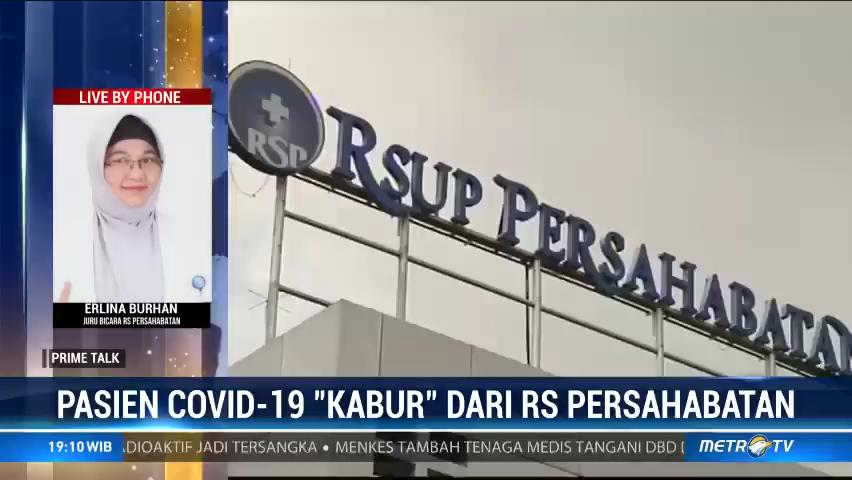 LIVE BY PHONE
ERLINA BURHAN
JURU BICARA RS PERSAHABATAN
RSP
RSUP PERSAHABATAN
PRIME TALK
PASIEN COVID-19 "KABUR" DARI RS PERSAHABATAN
19:10 WIB
DIOAKTIF JADI TERSANGKA • MENKES TAMBAH TENAGA MEDIS TANGANI DBD
METRO TV